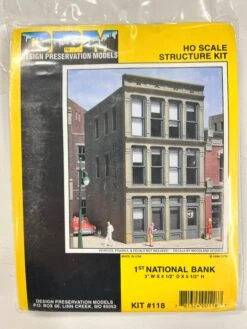 DPM
DESIGN PRESERVATION MODELS
HO SCALE
STRUCTURE KIT
1ST NATIONAL BANK
DESIGN PRESERVATION MODELS
P.O. BOX 66, LINN CREEK, MO 65052
KIT #118